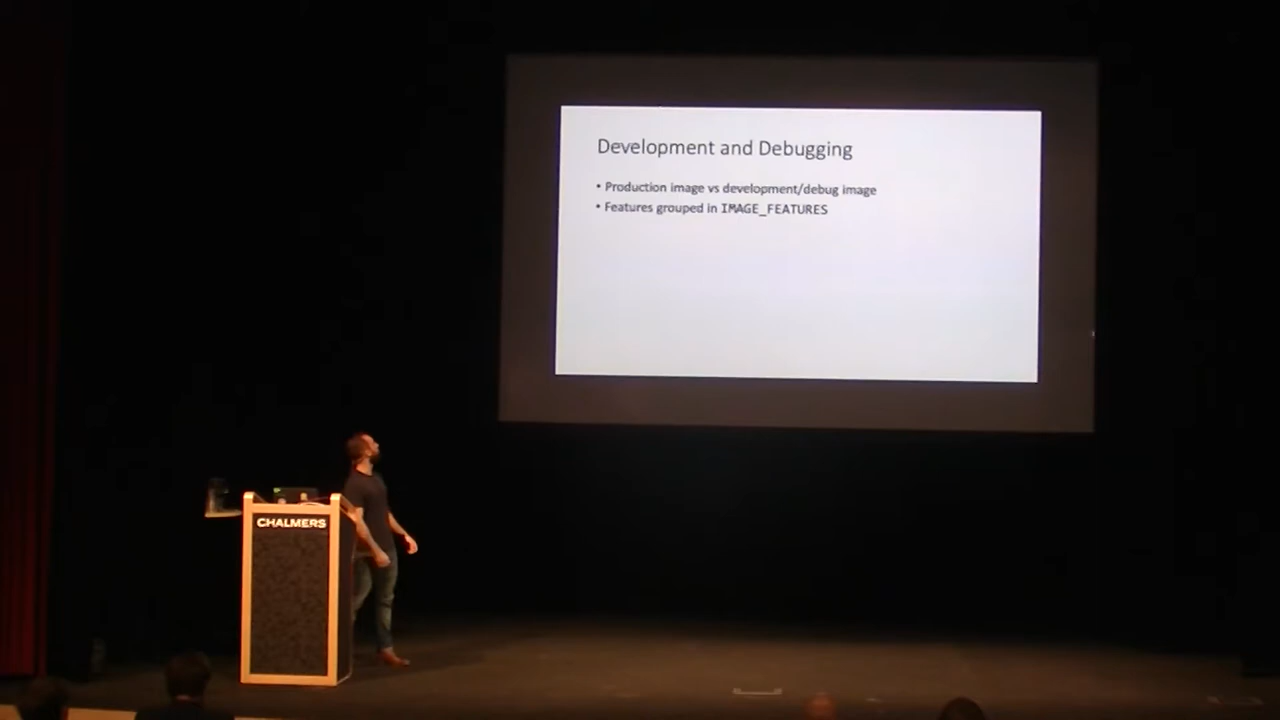 Development and Debugging
• Production image vs development/debug image
• Features grouped in IMAGE_FEATURES
CHALMERS